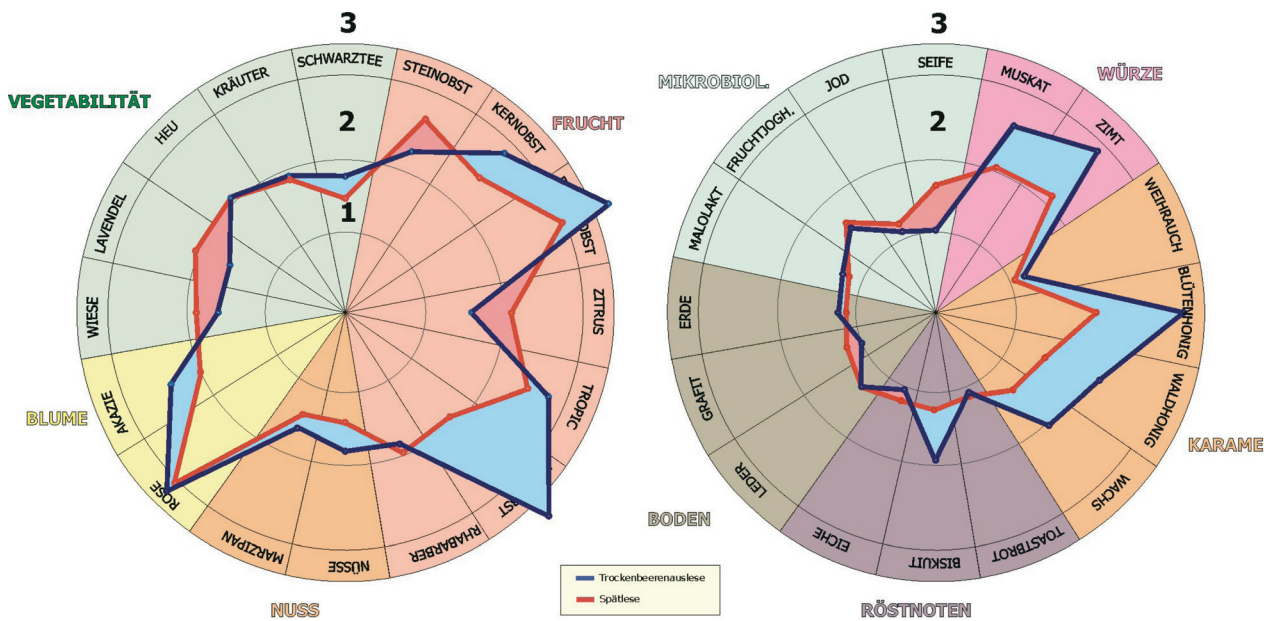 3
SCHWARZTEE
STEINOBST
KERNOBST
ZITRUS
TROPIC
RHABARBER
NÜSSE
MARZIPAN
ROSE
AKAZIE
WIESE
LAVENDEL
HEU
KRÄUTER
2
1
VEGETABILITÄT
FRUCHT
BLUME
NUSS
3
SEIFE
MUSKAT
ZIMT
WEIHRAUCH
BLÜTENHONIG
WALDHONIG
WACHS
TOASTBROT
BISKUIT
EICHE
LEDER
GRAFIT
ERDE
MALOLAKT
FRUCHTJOGH.
JOD
2
MIKROBIOL.
WÜRZE
KARAME
BODEN
RÖSTNOTEN
Trockenbeerenauslese
Spätlese